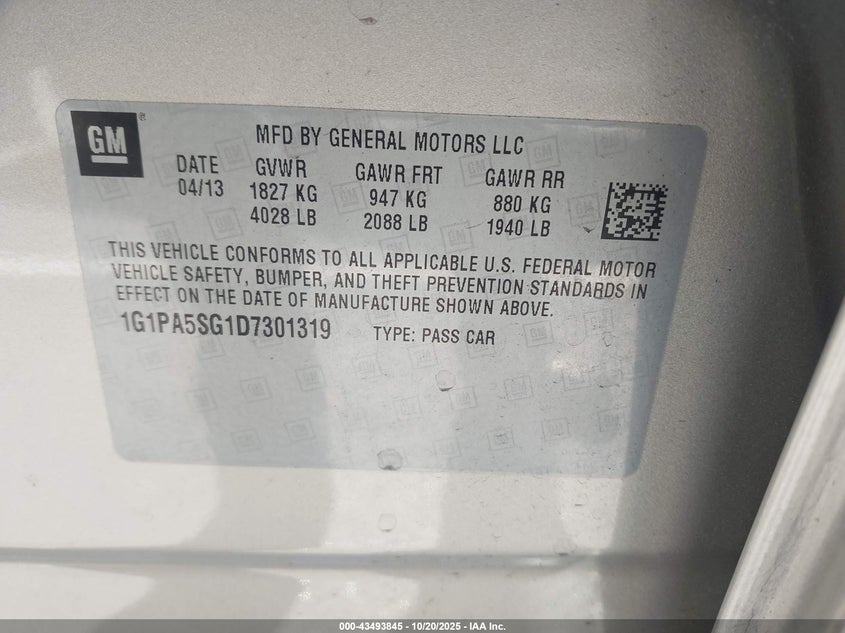 GM ®
MFD BY GENERAL MOTORS LLC
DATE GVWR GAWR FRT GAWR RR
04/13 1827 KG 947 KG 880 KG
4028 LB 2088 LB 1940 LB
THIS VEHICLE CONFORMS TO ALL APPLICABLE U.S. FEDERAL MOTOR
VEHICLE SAFETY, BUMPER, AND THEFT PREVENTION STANDARDS IN
EFFECT ON THE DATE OF MANUFACTURE SHOWN ABOVE.
1G1PA5SG1D7301319 TYPE: PASS CAR
000-43493845 - 10/20/2025 - IAA Inc.